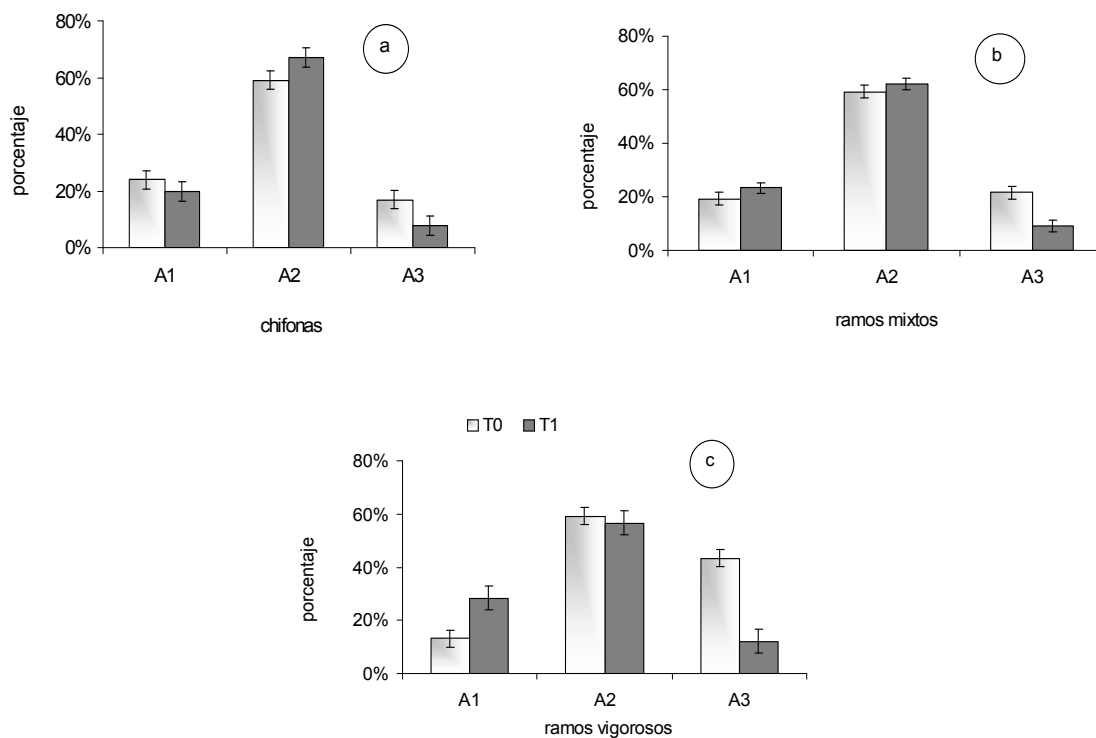 80%
60%
40%
20%
0%
porcentaje
a
A1 A2 A3
chifonas
80%
60%
40%
20%
0%
porcentaje
b
A1 A2 A3
ramos mixtos
T0 T1
80%
60%
40%
20%
0%
porcentaje
c
A1 A2 A3
ramos vigorosos